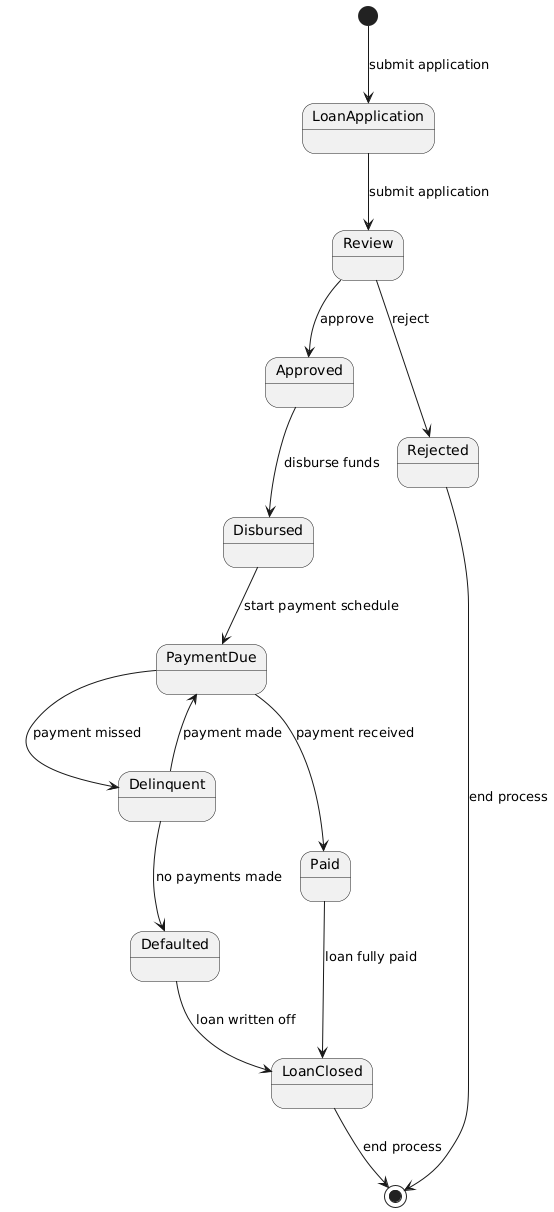 submit application
LoanApplication
submit application
Review
approve
reject
Approved
Rejected
disburse funds
Disbursed
start payment schedule
PaymentDue
payment missed
payment made
payment received
Delinquent
end process
Paid
no payments made
Defaulted
loan fully paid
loan written off
LoanClosed
end process